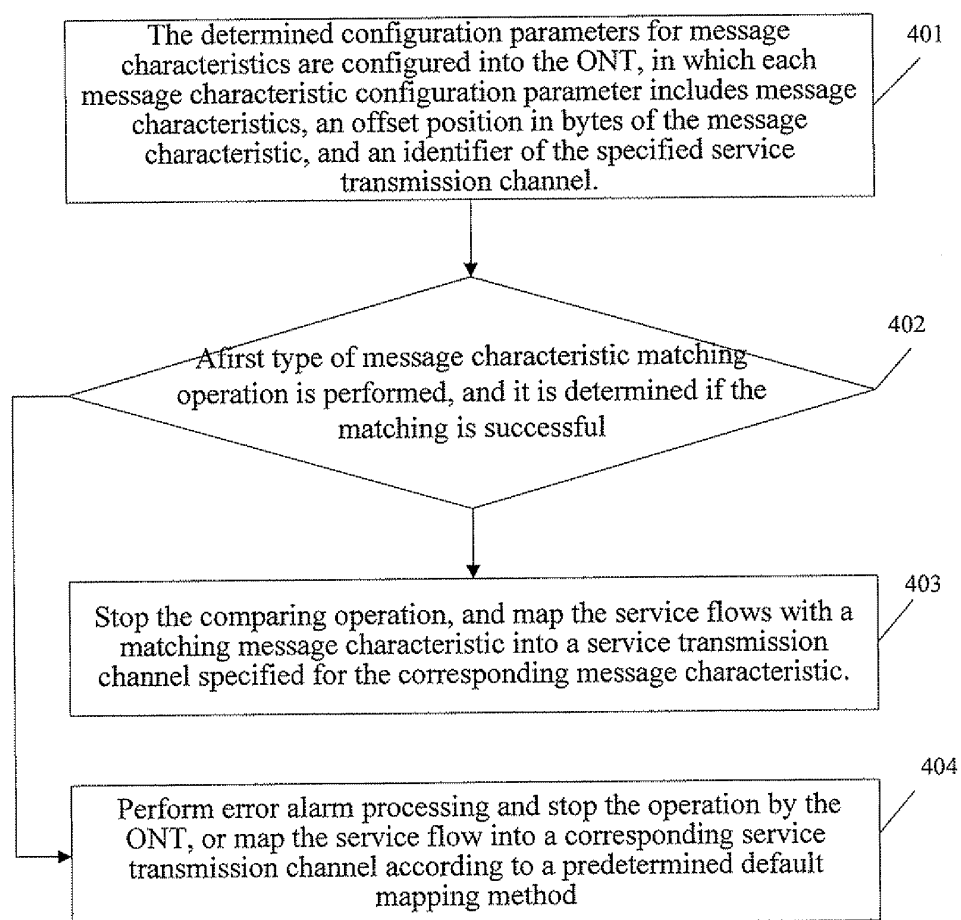 The determined configuration parameters for message
characteristics are configured into the ONT, in which each
message characteristic configuration parameter includes message
characteristics, an offset position in bytes of the message
characteristic, and an identifier of the specified service
transmission channel.
401
402
Afirst type of message characteristic matching
operation is performed, and it is determined if the
matching is successful
403
Stop the comparing operation, and map the service flows with a
matching message characteristic into a service transmission
channel specified for the corresponding message characteristic.
404
Perform error alarm processing and stop the operation by the
ONT, or map the service flow into a corresponding service
transmission channel according to a predetermined default
mapping method